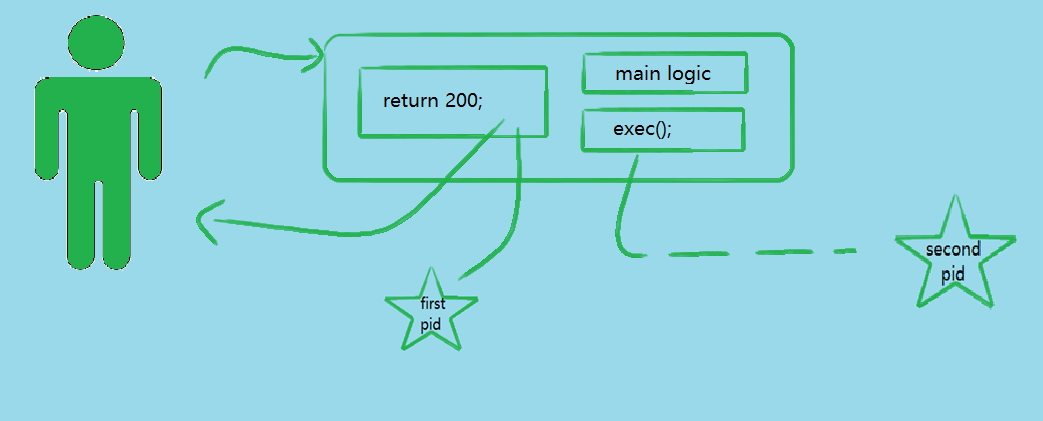 return 200;
main logic
exec();
first
pid
second
pid